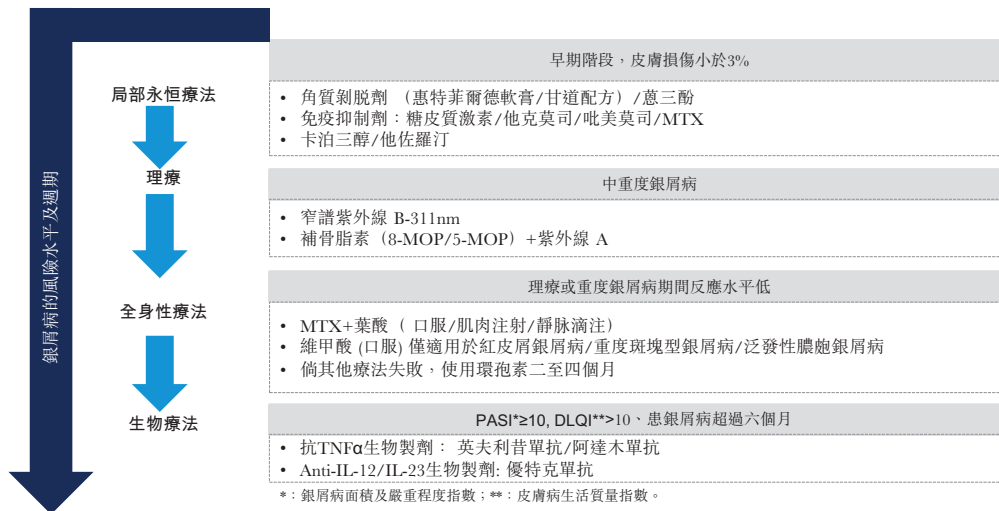 銀屑病的風險水平及週期
早期階段，皮膚損傷小於3%
局部永恒療法
• 角質剝脫劑 （惠特菲爾德軟膏/甘道配方）/蒽三酚
• 免疫抑制劑：糖皮質激素/他克莫司/吡美莫司/MTX
• 卡泊三醇/他佐羅汀
理療
中重度銀屑病
• 窄譜紫外線 B-311nm
• 補骨脂素（8-MOP/5-MOP）+紫外線 A
理療或重度銀屑病期間反應水平低
全身性療法
• MTX+葉酸（ 口服/肌肉注射/靜脉滴注）
• 維甲酸 (口服) 僅適用於紅皮屑銀屑病/重度斑塊型銀屑病/泛發性膿皰銀屑病
• 倘其他療法失敗，使用環孢素二至四個月
生物療法
PASI*≥10, DLQI**>10、患銀屑病超過六個月
• 抗TNFα生物製劑： 英夫利昔單抗/阿達木單抗
• Anti-IL-12/IL-23生物製劑: 優特克單抗
*：銀屑病面積及嚴重程度指數；**：皮膚病生活質量指數。